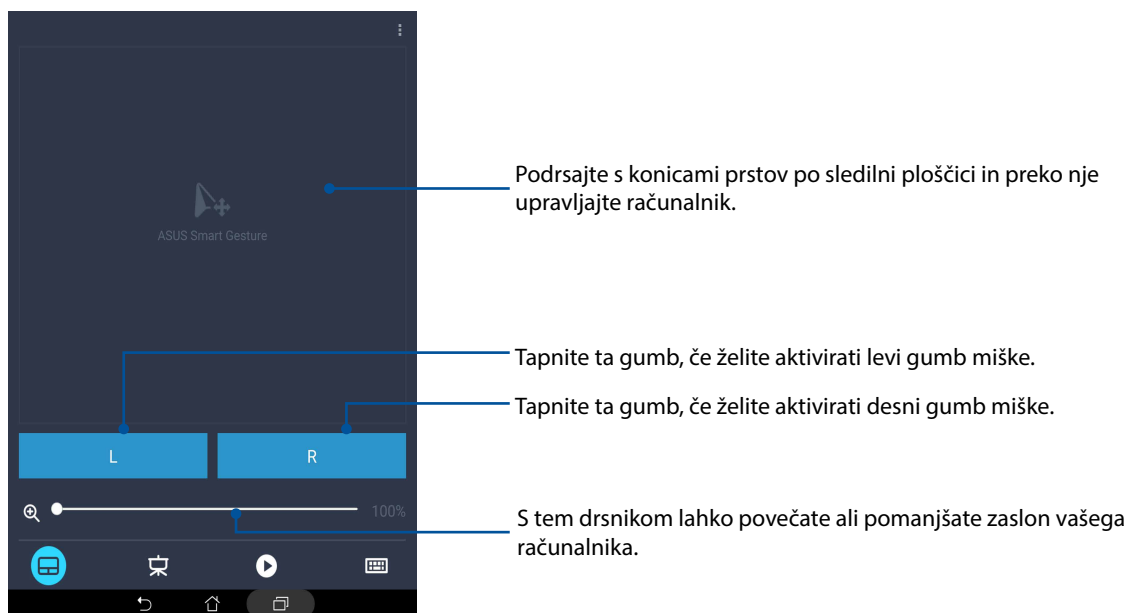 Podrsajte s konicami prstov po sledilni ploščici in preko nje
upravljajte računalnik.
ASUS Smart Gesture
Tapnite ta gumb, če želite aktivirati levi gumb miške.
Tapnite ta gumb, če želite aktivirati desni gumb miške.
L
R
100%
S tem drsnikom lahko povečate ali pomanjšate zaslon vašega
računalnika.